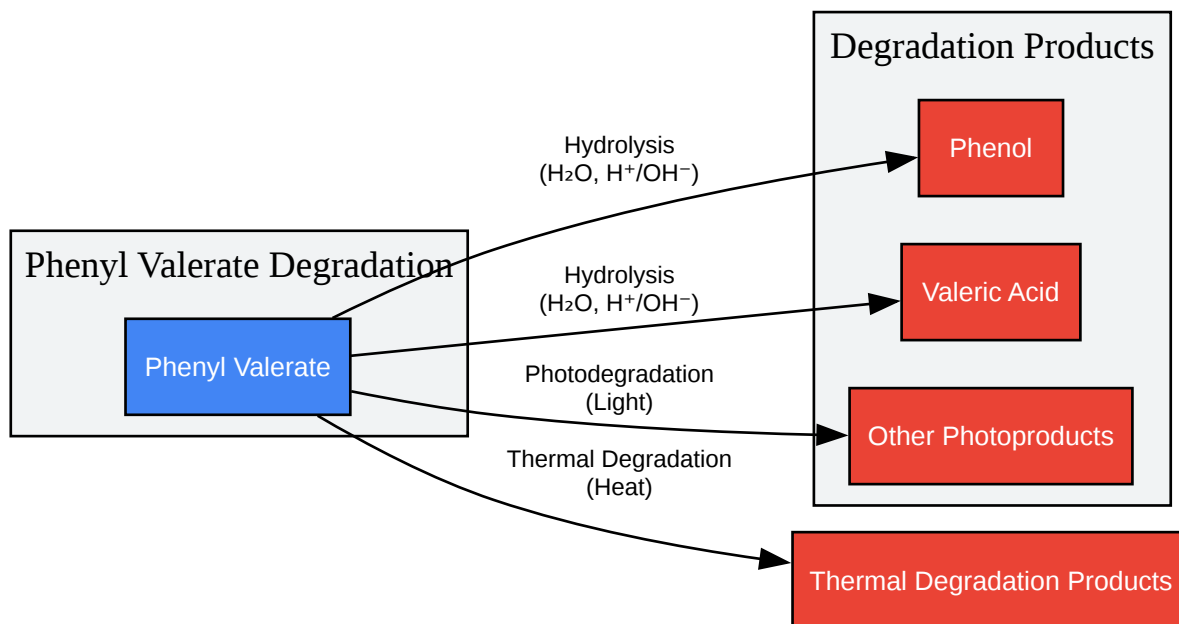 Degradation Products
Phenol
Hydrolysis
(H₂O, H⁺/OH⁻)
Phenyl Valerate Degradation
Phenyl Valerate
Hydrolysis
(H₂O, H⁺/OH⁻)
Valeric Acid
Photodegradation
(Light)
Other Photoproducts
Thermal Degradation
(Heat)
Thermal Degradation Products